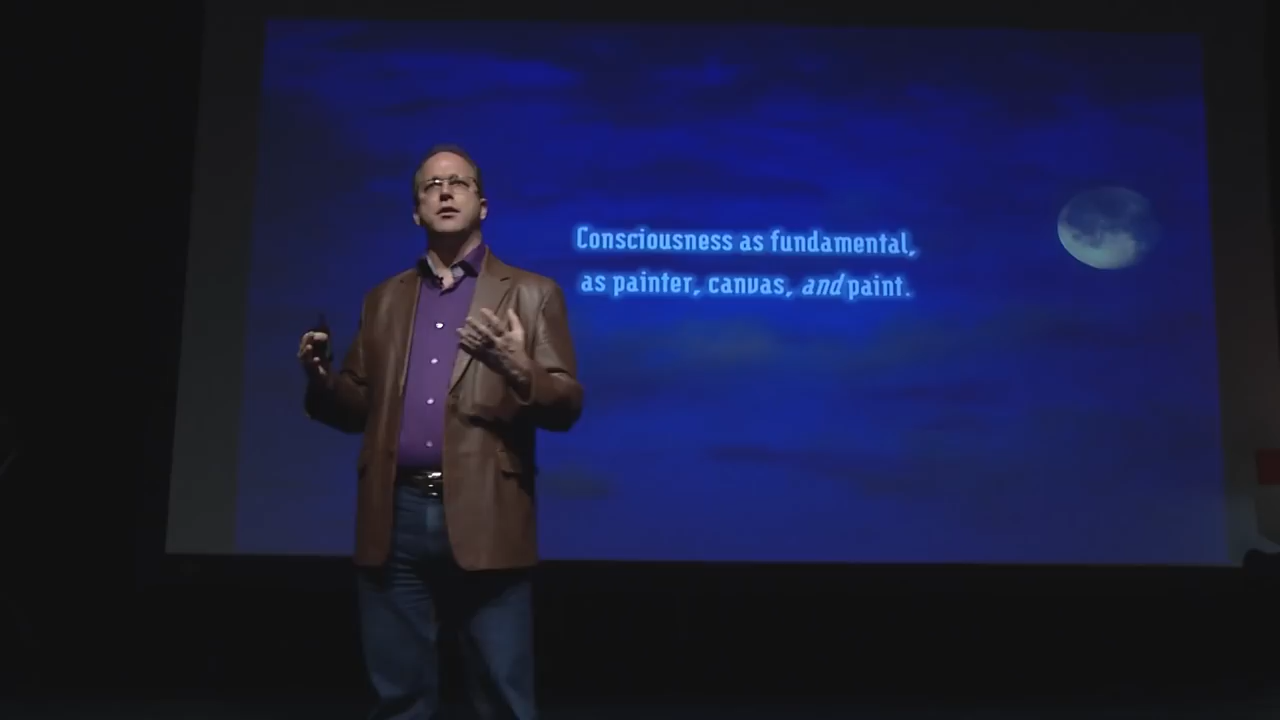 Consciousness as fundamental,
as painter, canvas, and paint.